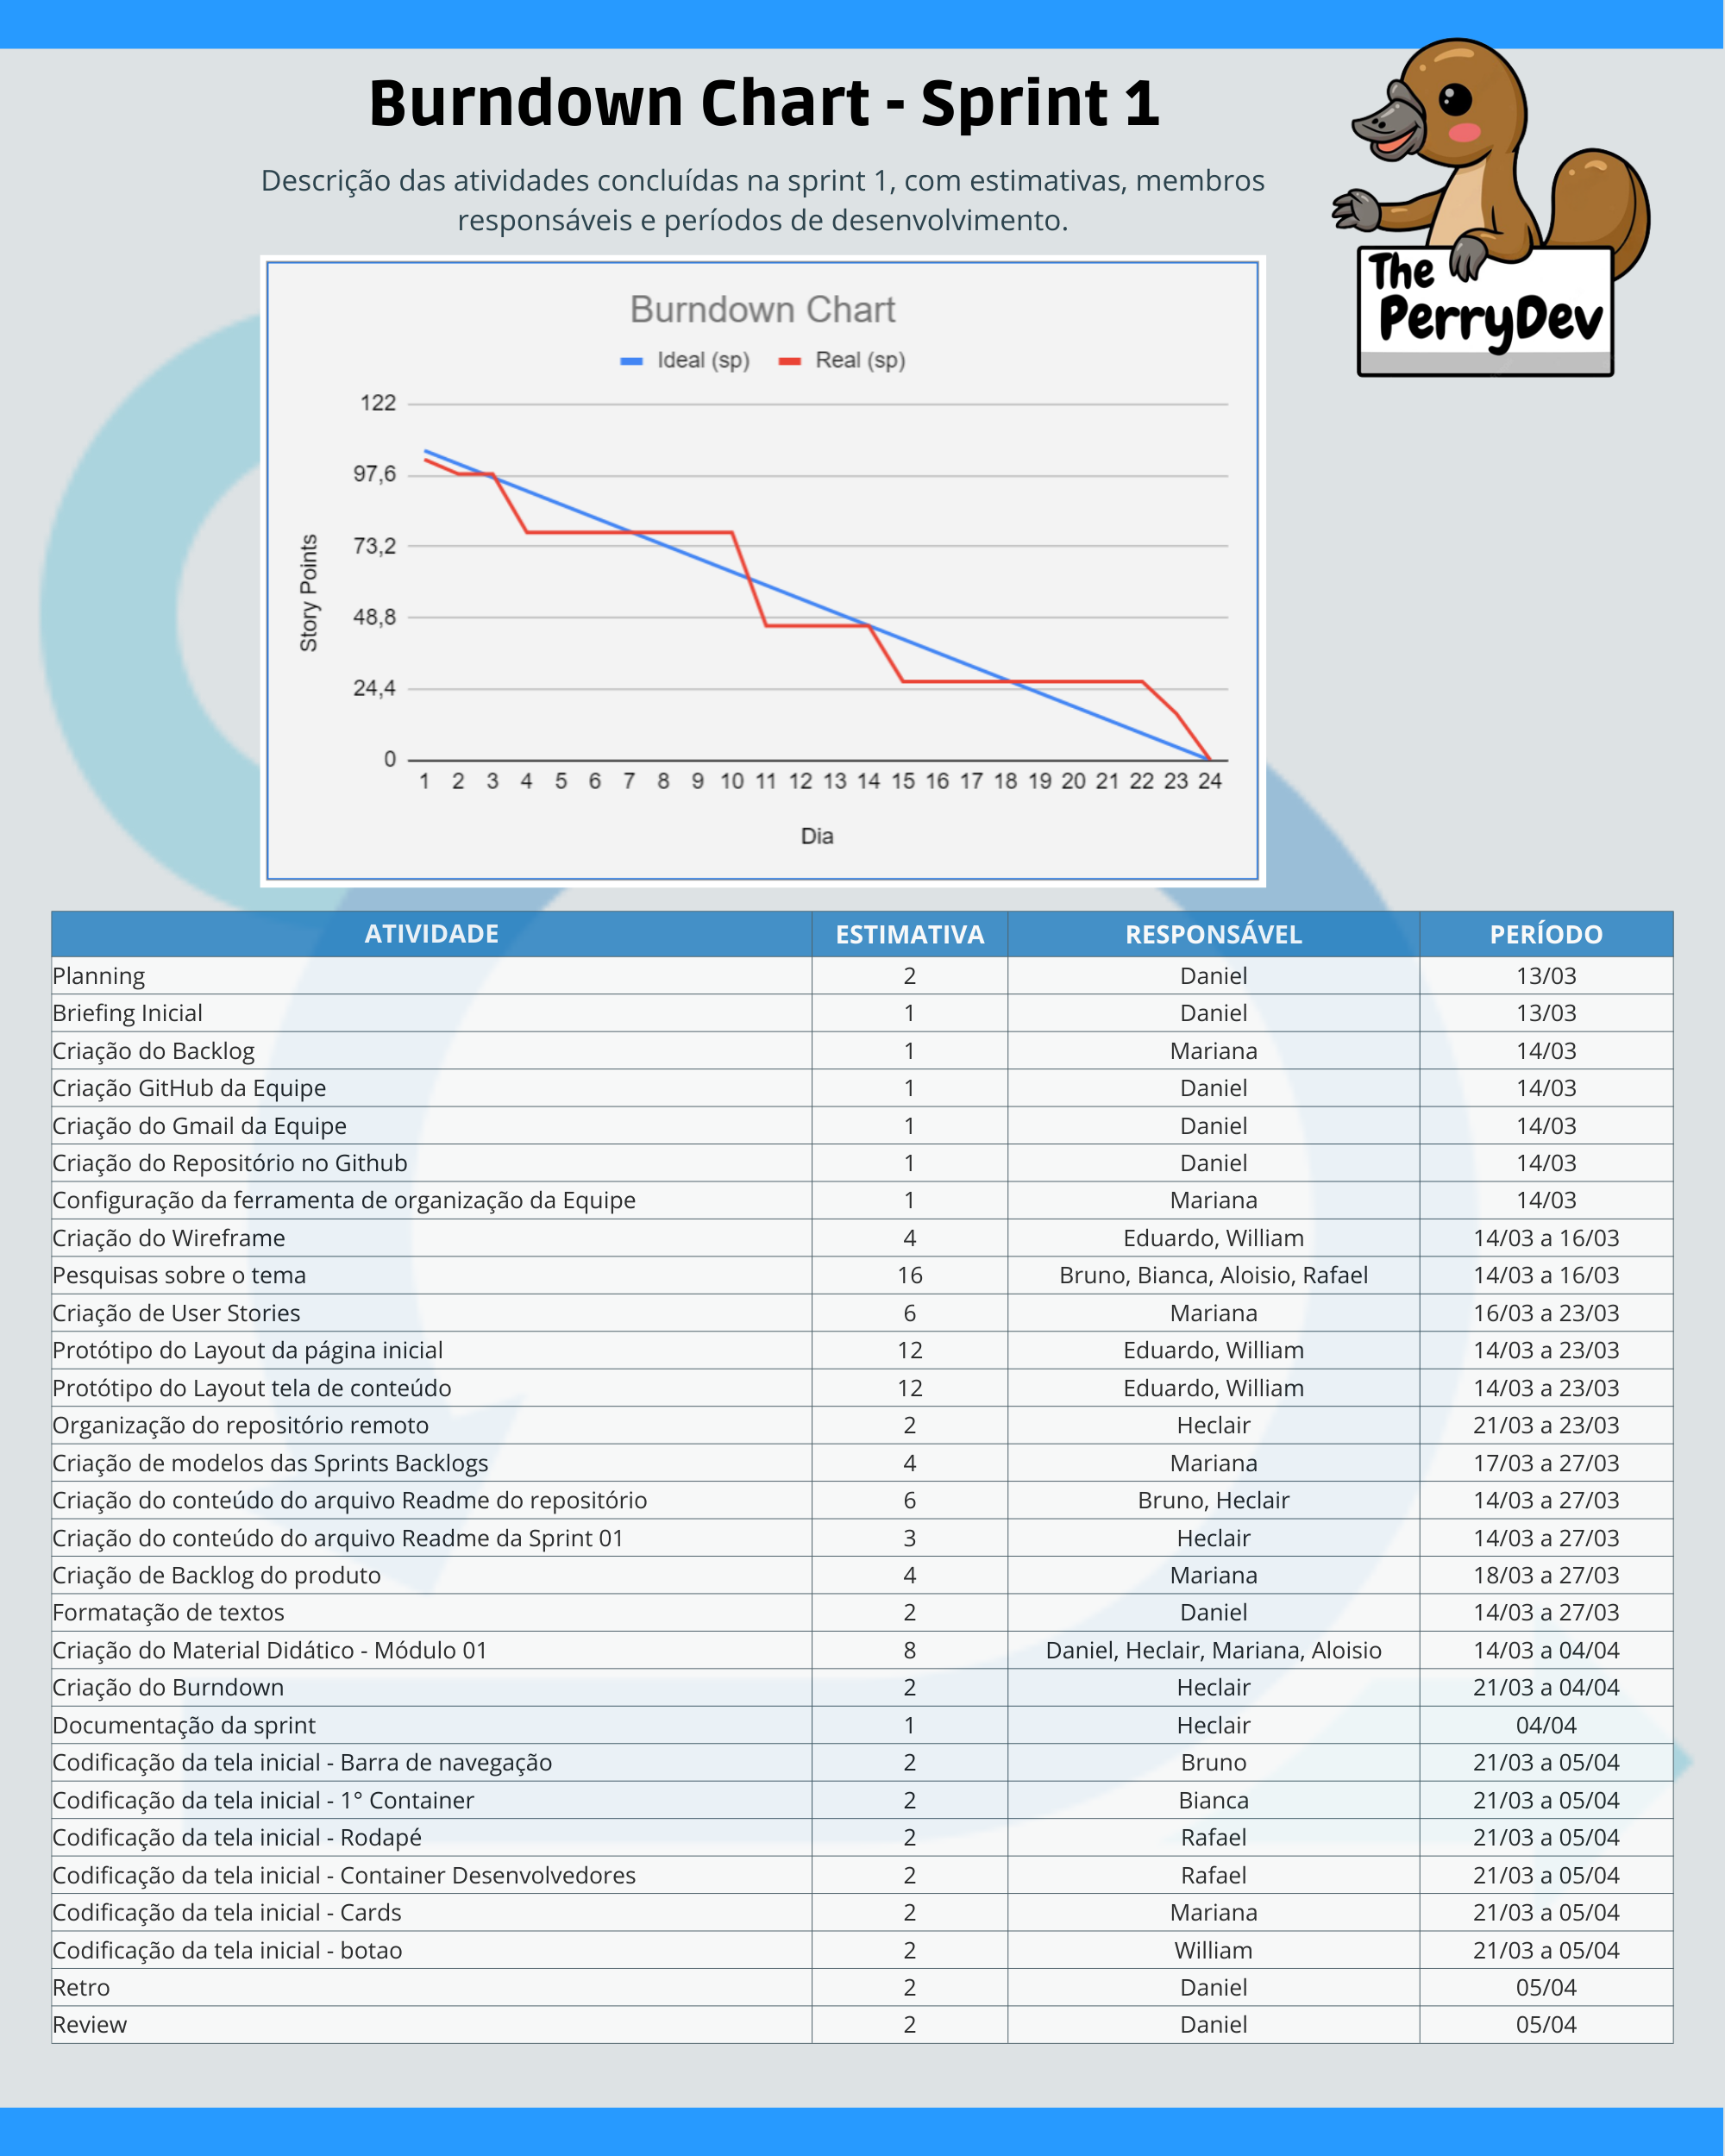 Burndown Chart - Sprint 1
Descrição das atividades concluídas na sprint 1, com estimativas, membros
responsáveis e períodos de desenvolvimento.
The
PerryDev
Burndown Chart
Ideal (sp) Real (sp)
122
97,6
73,2
48,8
24,4
0
Story Points
1 2 3 4 5 6 7 8 9 10 11 12 13 14 15 16 17 18 19 20 21 22 23 24
Dia
ATIVIDADE ESTIMATIVA RESPONSÁVEL PERÍODO
Planning 2 Daniel 13/03
Briefing Inicial 1 Daniel 13/03
Criação do Backlog 1 Mariana 14/03
Criação GitHub da Equipe 1 Daniel 14/03
Criação do Gmail da Equipe 1 Daniel 14/03
Criação do Repositório no Github 1 Daniel 14/03
Configuração da ferramenta de organização da Equipe 1 Mariana 14/03
Criação do Wireframe 4 Eduardo, William 14/03 a 16/03
Pesquisas sobre o tema 16 Bruno, Bianca, Aloisio, Rafael 14/03 a 16/03
Criação de User Stories 6 Mariana 16/03 a 23/03
Protótipo do Layout da página inicial 12 Eduardo, William 14/03 a 23/03
Protótipo do Layout tela de conteúdo 12 Eduardo, William 14/03 a 23/03
Organização do repositório remoto 2 Heclair 21/03 a 23/03
Criação de modelos das Sprints Backlogs 4 Mariana 17/03 a 27/03
Criação do conteúdo do arquivo Readme do repositório 6 Bruno, Heclair 14/03 a 27/03
Criação do conteúdo do arquivo Readme da Sprint 01 3 Heclair 14/03 a 27/03
Criação de Backlog do produto 4 Mariana 18/03 a 27/03
Formatação de textos 2 Daniel 14/03 a 27/03
Criação do Material Didático - Módulo 01 8 Daniel, Heclair, Mariana, Aloisio 14/03 a 04/04
Criação do Burndown 2 Heclair 21/03 a 04/04
Documentação da sprint 1 Heclair 04/04
Codificação da tela inicial - Barra de navegação 2 Bruno 21/03 a 05/04
Codificação da tela inicial - 1° Container 2 Bianca 21/03 a 05/04
Codificação da tela inicial - Rodapé 2 Rafael 21/03 a 05/04
Codificação da tela inicial - Container Desenvolvedores 2 Rafael 21/03 a 05/04
Codificação da tela inicial - Cards 2 Mariana 21/03 a 05/04
Codificação da tela inicial - botao 2 William 21/03 a 05/04
Retro 2 Daniel 05/04
Review 2 Daniel 05/04